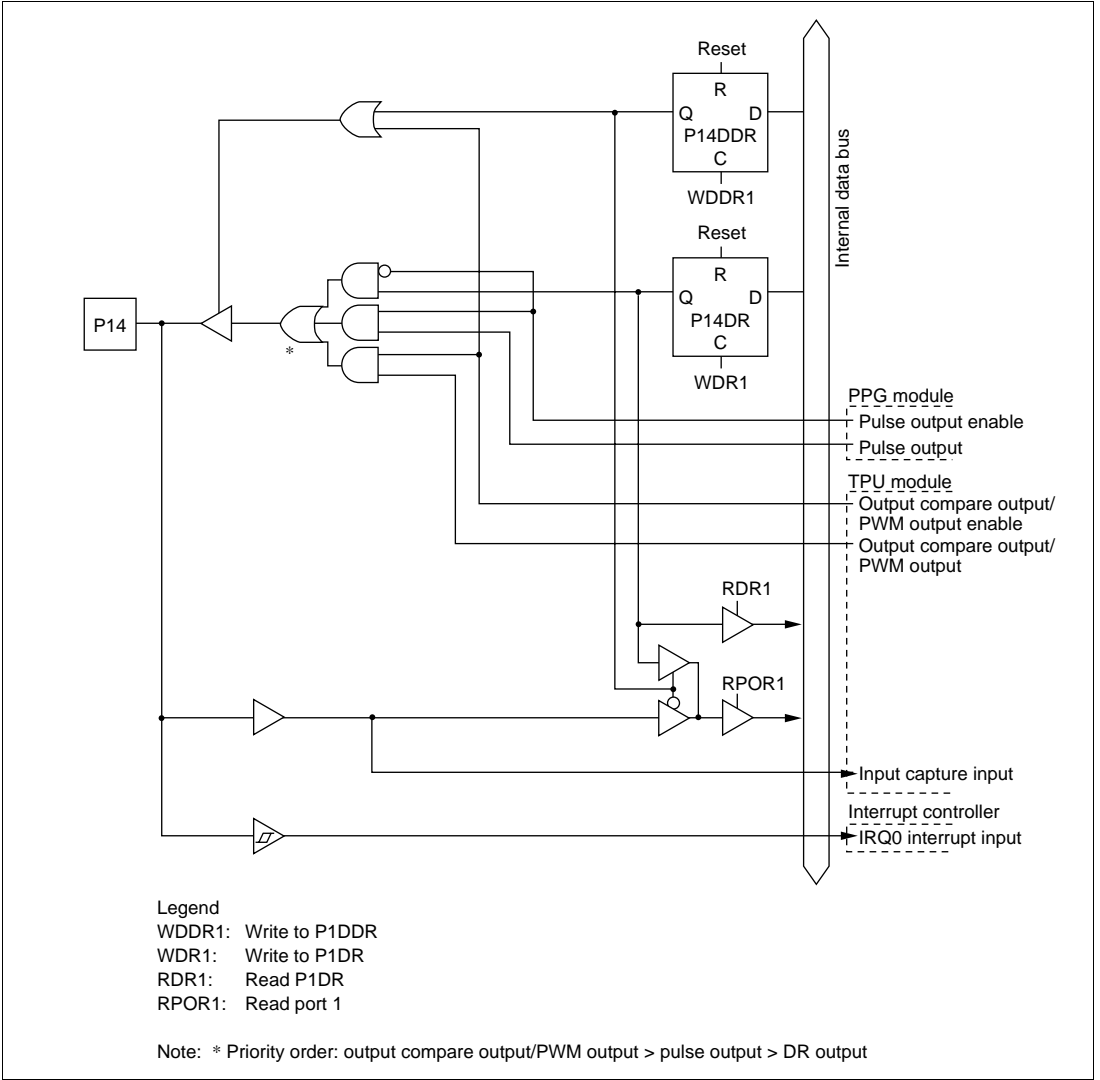 Reset
R
Q D
P14DDR
C
WDDR1
Internal data bus
Reset
R
Q D
P14DR
C
WDR1
P14
*
PPG module
Pulse output enable
Pulse output
TPU module
Output compare output/
PWM output enable
Output compare output/
PWM output
RDR1
RPOR1
Input capture input
Interrupt controller
IRQ0 interrupt input
Legend
WDDR1: Write to P1DDR
WDR1: Write to P1DR
RDR1: Read P1DR
RPOR1: Read port 1
Note: * Priority order: output compare output/PWM output > pulse output > DR output